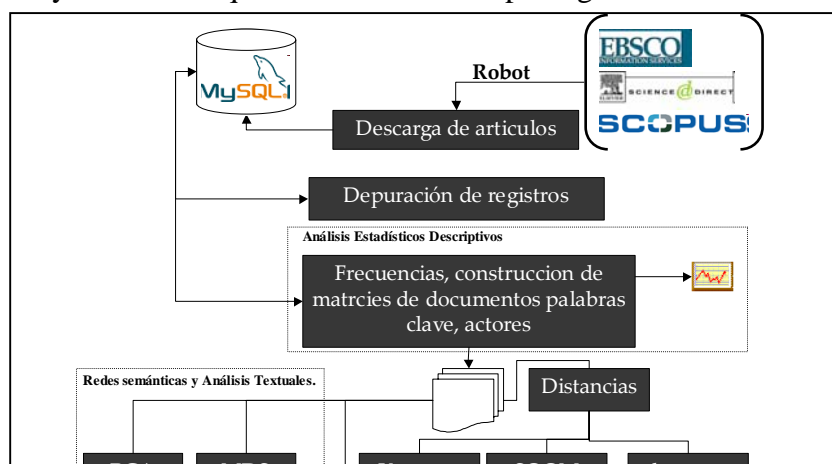 EBSCO
INFORMATION SERVICES
MySQL
Robot
SCIENCE @ DIRECT
SCOPUS
Descarga de articulos
Depuración de registros
Análisis Estadísticos Descriptivos
Frecuencias, construccion de
matrcies de documentos palabras
clave, actores
Redes semánticas y Análisis Textuales.
Distancias